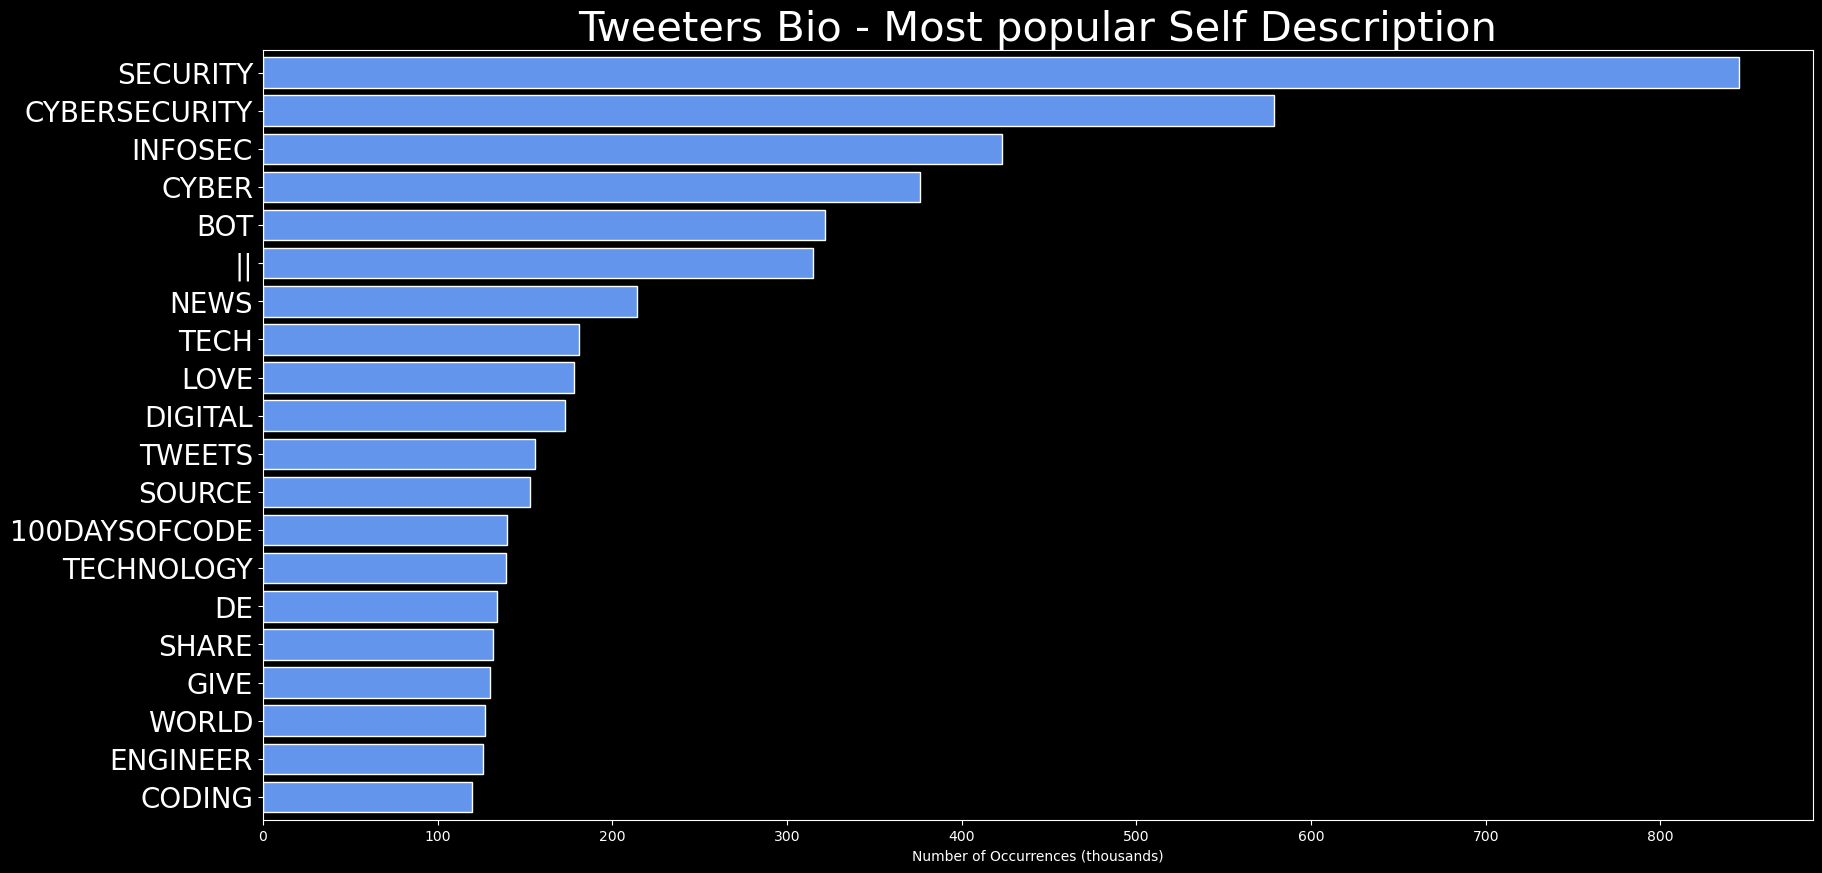 Tweeters Bio - Most popular Self Description
SECURITY
CYBERSECURITY
INFOSEC
CYBER
BOT
||
NEWS
TECH
LOVE
DIGITAL
TWEETS
SOURCE
100DAYSOFCODE
TECHNOLOGY
DE
SHARE
GIVE
WORLD
ENGINEER
CODING
0 100 200 300 400 500 600 700 800
Number of Occurrences (thousands)